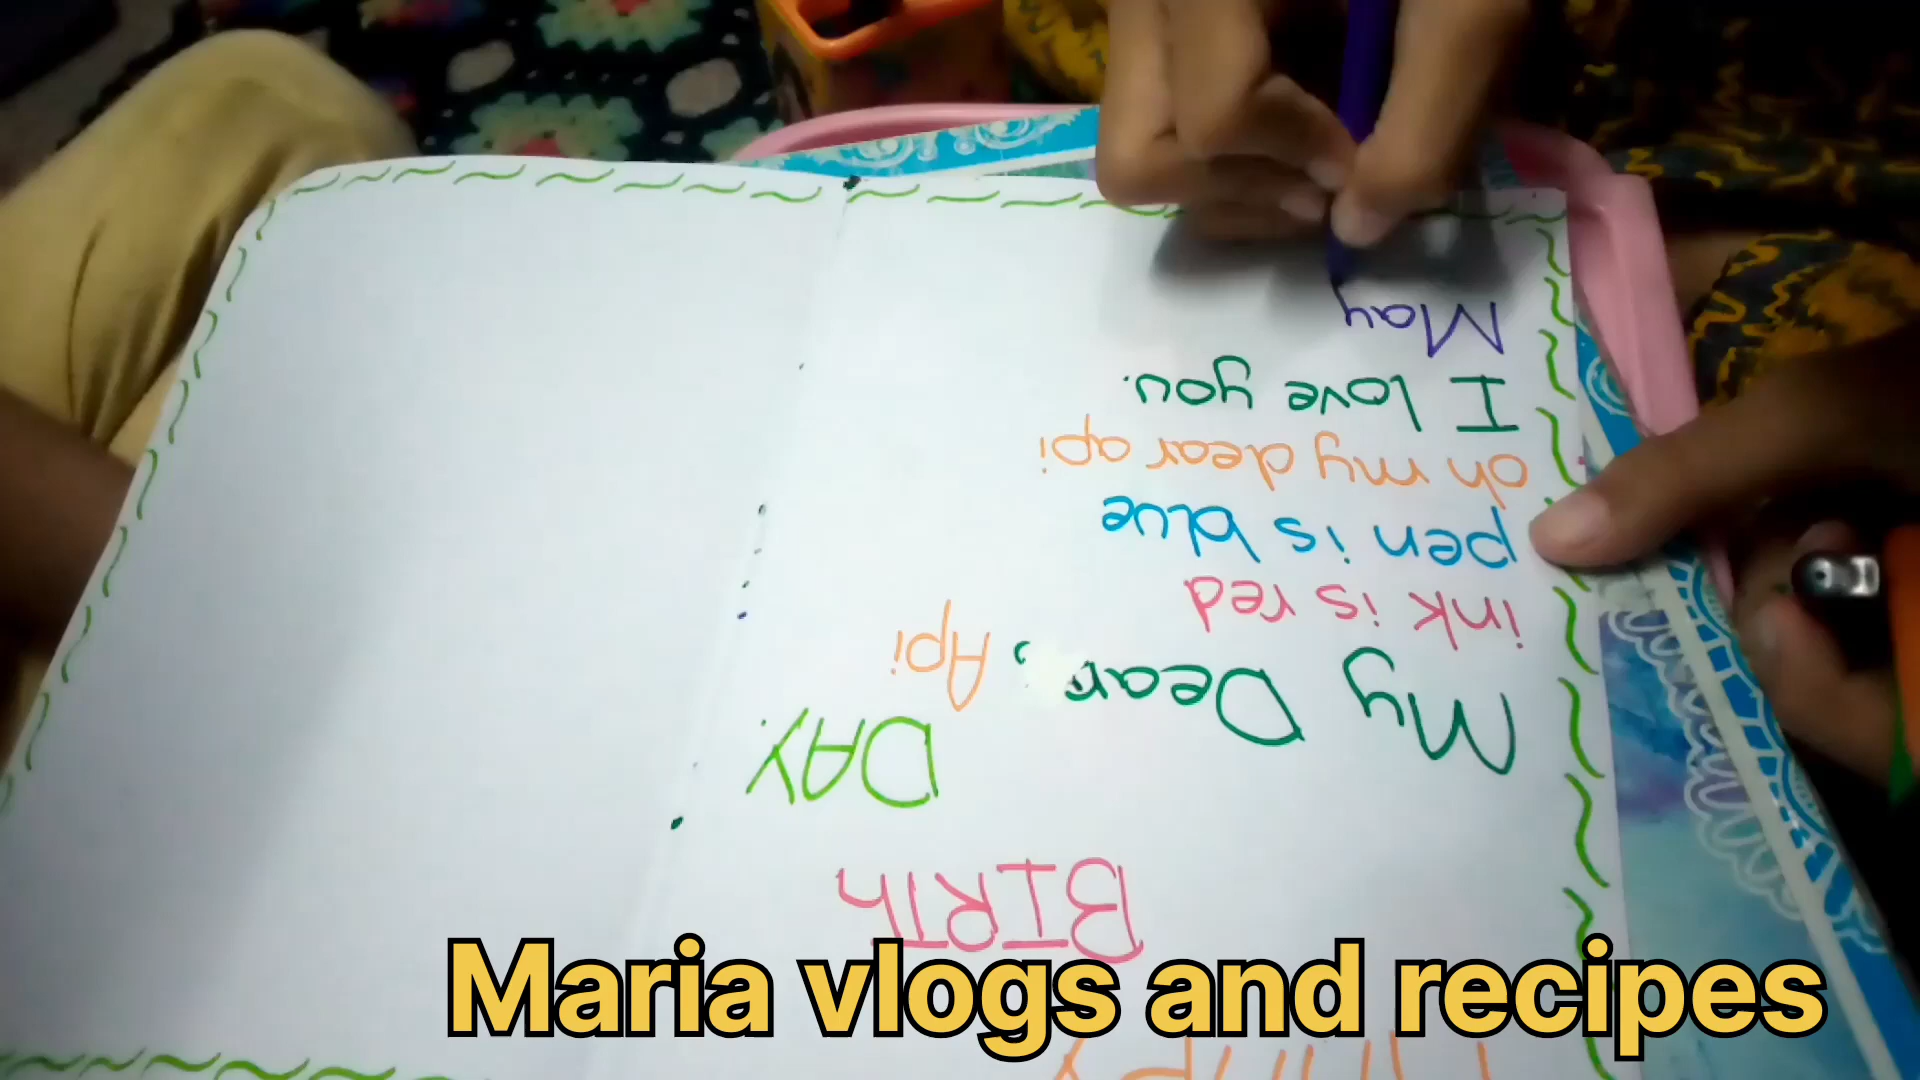 BIRTh
DAY.
My Dear, Api
ink is red
pen is blue
oh my dear api
I love you.
May
Maria vlogs and recipes